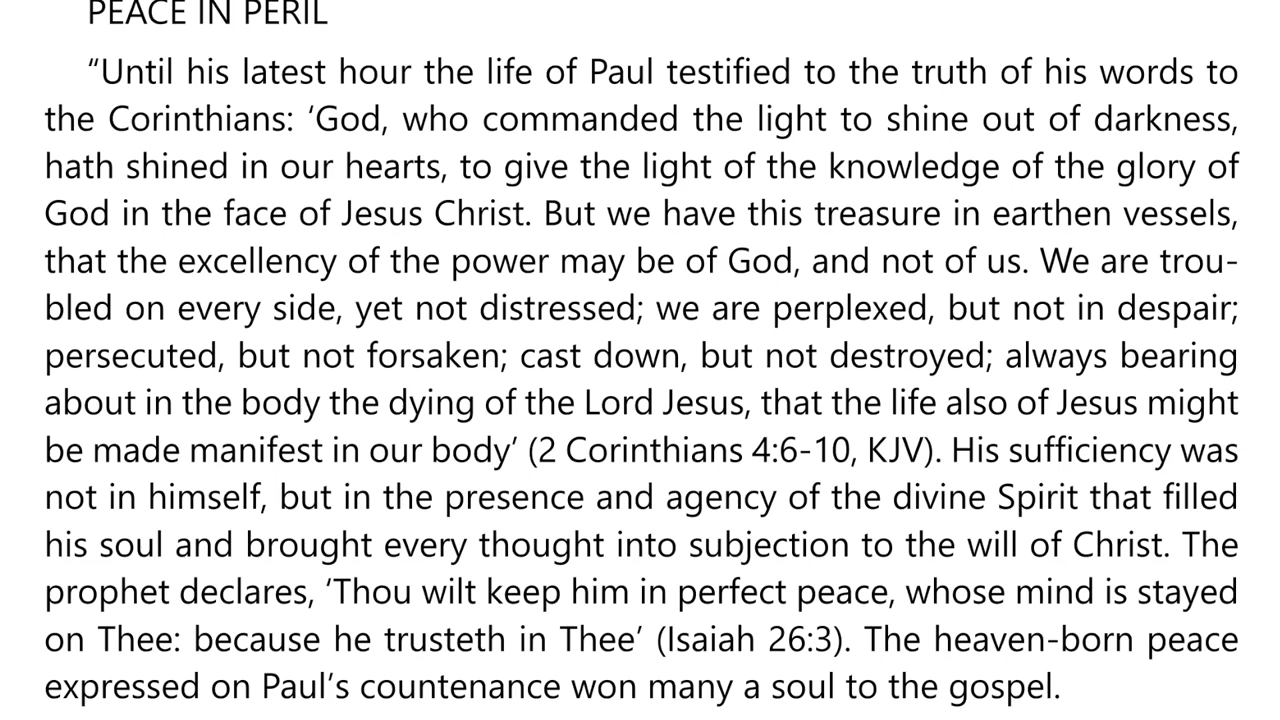 PEACE IN PERIL
“Until his latest hour the life of Paul testified to the truth of his words to
the Corinthians: ‘God, who commanded the light to shine out of darkness,
hath shined in our hearts, to give the light of the knowledge of the glory of
God in the face of Jesus Christ. But we have this treasure in earthen vessels,
that the excellency of the power may be of God, and not of us. We are trou-
bled on every side, yet not distressed; we are perplexed, but not in despair;
persecuted, but not forsaken; cast down, but not destroyed; always bearing
about in the body the dying of the Lord Jesus, that the life also of Jesus might
be made manifest in our body’ (2 Corinthians 4:6-10, KJV). His sufficiency was
not in himself, but in the presence and agency of the divine Spirit that filled
his soul and brought every thought into subjection to the will of Christ. The
prophet declares, ‘Thou wilt keep him in perfect peace, whose mind is stayed
on Thee: because he trusteth in Thee’ (Isaiah 26:3). The heaven-born peace
expressed on Paul’s countenance won many a soul to the gospel.